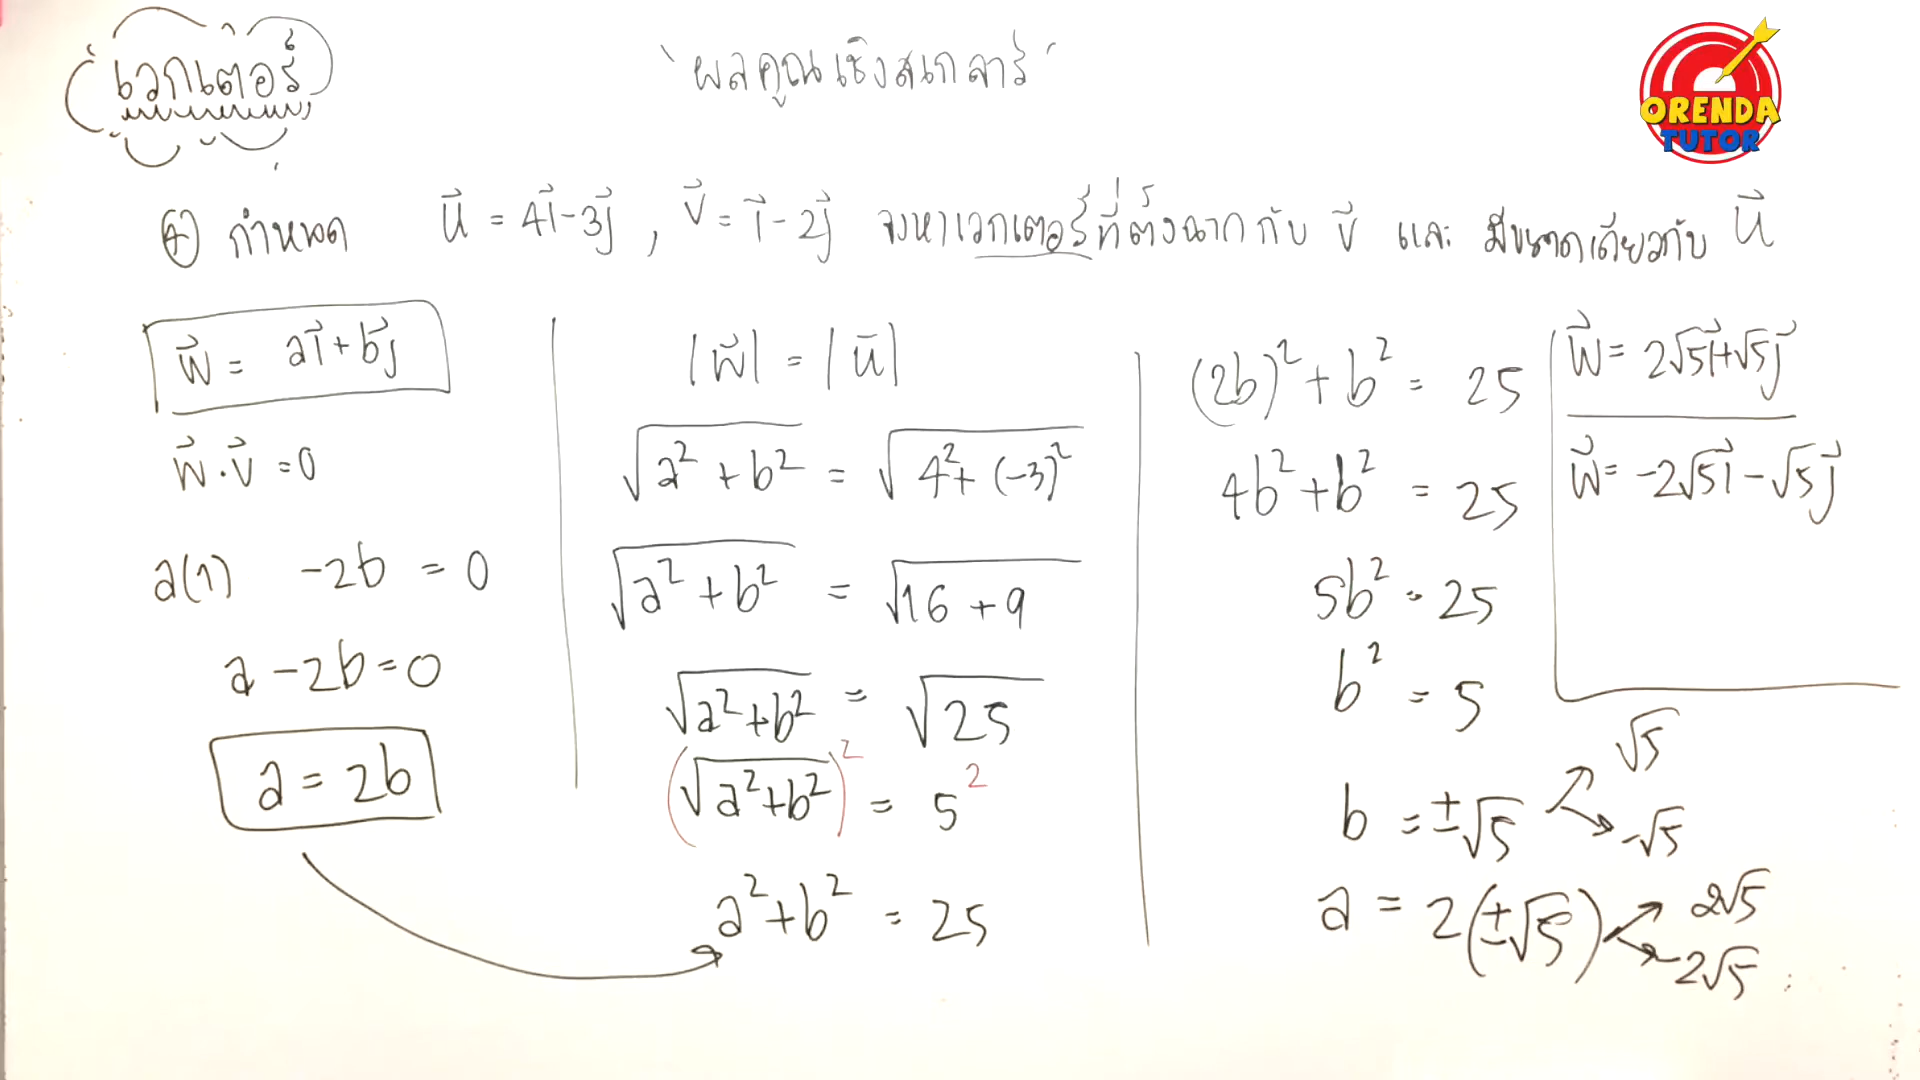 เวกเตอร์
"ผลคูณเชิงสเกลาร์"
ORENDA
TUTOR
④ กำหนด u⃗ = 4i⃗ - 3j⃗ , v⃗ = i⃗ - 2j⃗ จงหาเวกเตอร์ที่ตั้งฉากกับ v⃗ และ มีขนาดเดียวกับ u⃗
w⃗ = ai⃗ + bj⃗
w⃗ · v⃗ = 0
a(1) - 2b = 0
a - 2b = 0
a = 2b
|w⃗| = |u⃗|
√(a² + b²) = √(4² + (-3)²)
√(a² + b²) = √(16 + 9)
√(a² + b²) = √25
(√(a² + b²))² = 5²
a² + b² = 25
(2b)² + b² = 25
4b² + b² = 25
5b² = 25
b² = 5
b = ±√5
√5
-√5
a = 2(±√5)
2√5
-2√5
w⃗ = 2√5i⃗ + √5j⃗
w⃗ = -2√5i⃗ - √5j⃗